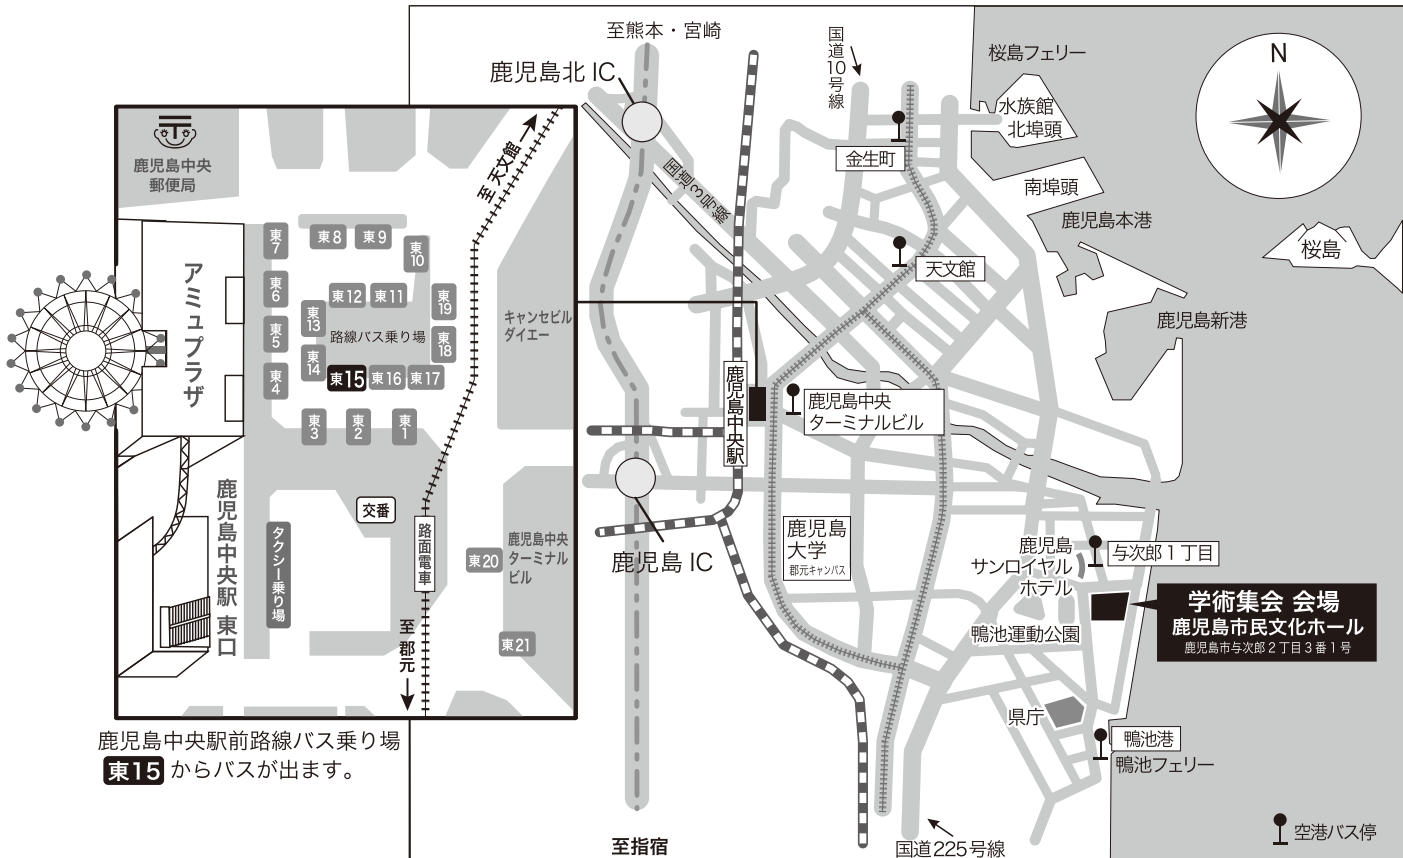 至熊本・宮崎
鹿児島北 IC
国道10号線
桜島フェリー
N
水族館
北埠頭
金生町
国道3号線
南埠頭
鹿児島本港
天文館
桜島
鹿児島新港
鹿児島中央駅
鹿児島中央
ターミナルビル
鹿児島
大学
郡元キャンパス
鹿児島 IC
鹿児島
サンロイヤル
ホテル
与次郎1丁目
学術集会 会場
鹿児島市民文化ホール
鹿児島市与次郎2丁目3番1号
鴨池運動公園
県庁
鴨池港
鴨池フェリー
空港バス停
国道225号線
至指宿
鹿児島中央
郵便局
至 天文館
東7
東8
東9
東10
アミュプラザ
東6
東12
東11
東19
東13
キャンセビル
ダイエー
東5
路線バス乗り場
東18
東14
東4
東15
東16
東17
東3
東2
東1
鹿児島中央駅 東口
交番
タクシー乗り場
路面電車
東20
鹿児島中央
ターミナル
ビル
至 郡元
東21
鹿児島中央駅前路線バス乗り場
東15 からバスが出ます。